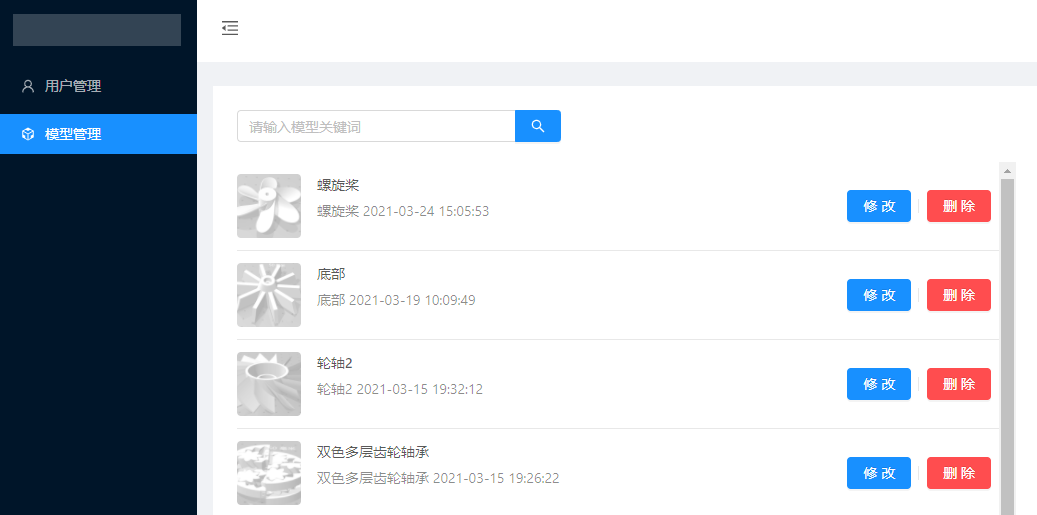 用户管理
模型管理
请输入模型关键词
螺旋桨
螺旋桨 2021-03-24 15:05:53
修 改
删 除
底部
底部 2021-03-19 10:09:49
修 改
删 除
轮轴2
轮轴2 2021-03-15 19:32:12
修 改
删 除
双色多层齿轮轴承
双色多层齿轮轴承 2021-03-15 19:26:22
修 改
删 除